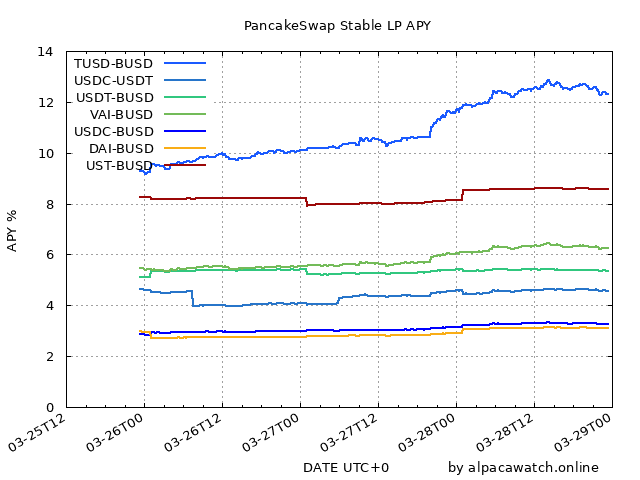 PancakeSwap Stable LP APY
14
12
10
8
6
4
2
0
APY %
TUSD-BUSD
USDC-USDT
USDT-BUSD
VAI-BUSD
USDC-BUSD
DAI-BUSD
UST-BUSD
03-25T12
03-26T00
03-26T12
03-27T00
03-27T12
03-28T00
03-28T12
03-29T00
DATE UTC+0
by alpacawatch.online